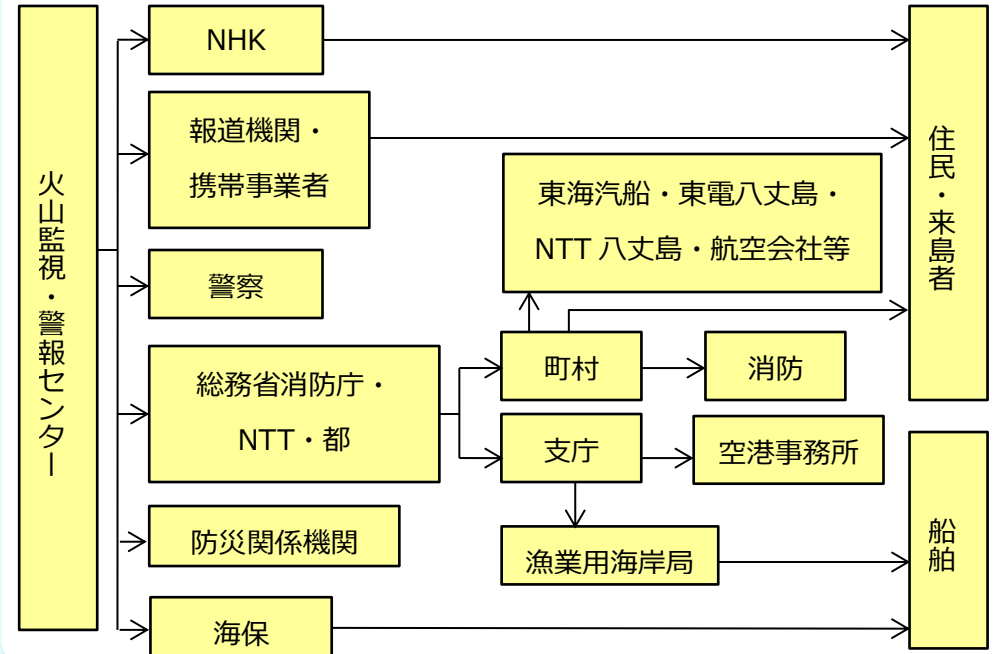 火山監視・警報センター
NHK
報道機関・
携帯事業者
警察
総務省消防庁・
NTT・都
防災関係機関
海保
東海汽船・東電八丈島・
NTT 八丈島・航空会社等
町村
消防
支庁
空港事務所
漁業用海岸局
住民・来島者
船舶